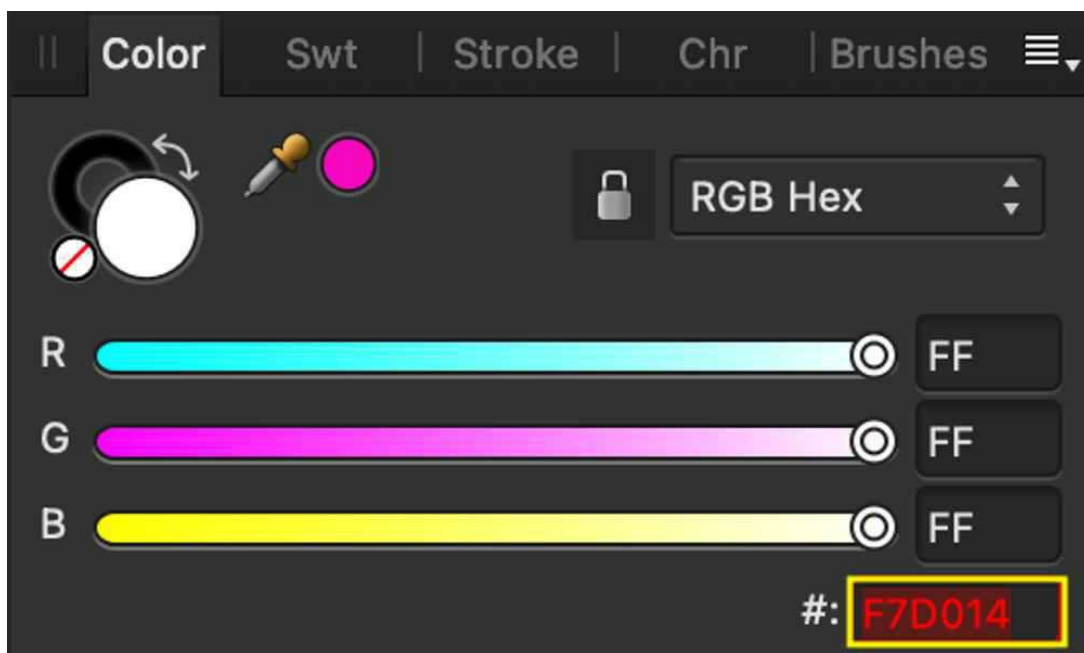 Color Swt Stroke Chr Brushes
RGB Hex
R FF
G FF
B FF
#: F7D014